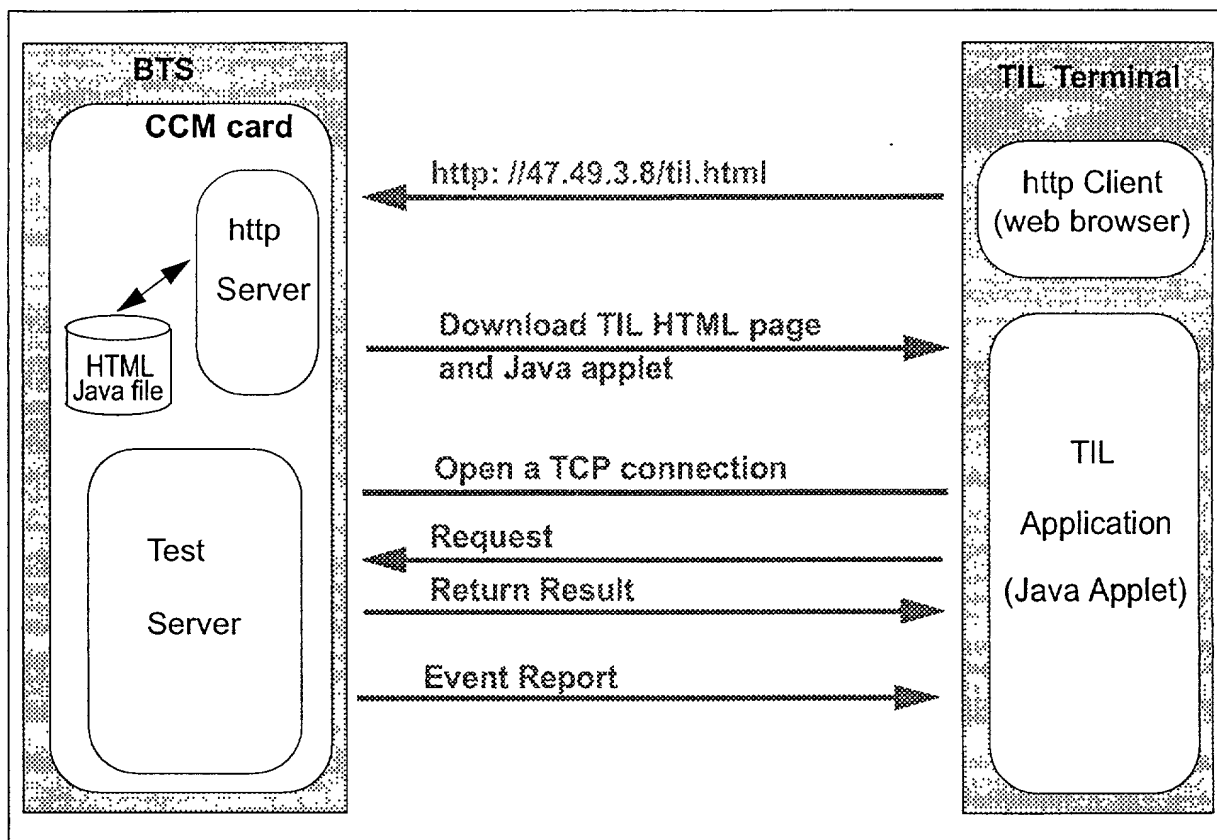 BTS
CCM card
http
Server
HTML
Java file
Test
Server
http: //47.49.3.8/til.html
Download TIL HTML page
and Java applet
Open a TCP connection
Request
Return Result
Event Report
TIL Terminal
http Client
(web browser)
TIL
Application
(Java Applet)